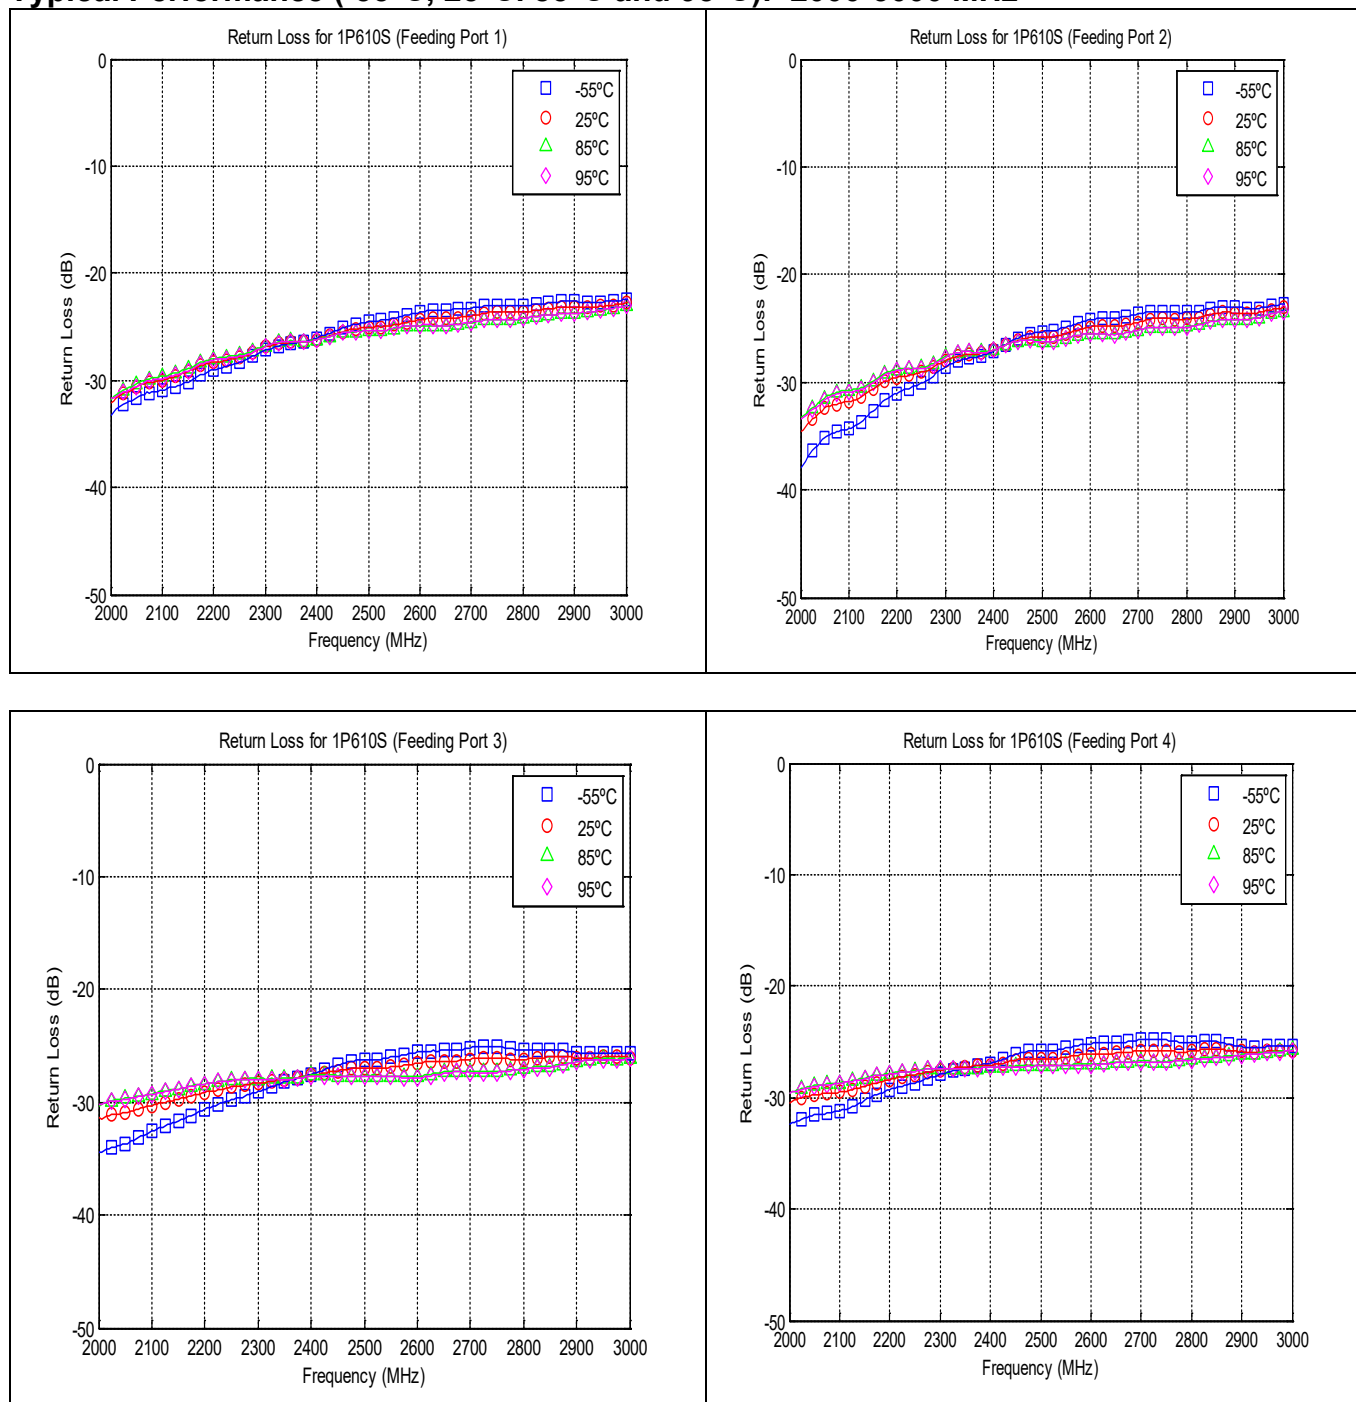 Return Loss for 1P610S (Feeding Port 1)
0
-10
-20
-30
-40
-50
Return Loss (dB)
-55ºC
25ºC
85ºC
95ºC
2000 2100 2200 2300 2400 2500 2600 2700 2800 2900 3000
Frequency (MHz)
Return Loss for 1P610S (Feeding Port 2)
0
-10
-20
-30
-40
-50
Return Loss (dB)
-55ºC
25ºC
85ºC
95ºC
2000 2100 2200 2300 2400 2500 2600 2700 2800 2900 3000
Frequency (MHz)
Return Loss for 1P610S (Feeding Port 3)
0
-10
-20
-30
-40
-50
Return Loss (dB)
-55ºC
25ºC
85ºC
95ºC
2000 2100 2200 2300 2400 2500 2600 2700 2800 2900 3000
Frequency (MHz)
Return Loss for 1P610S (Feeding Port 4)
0
-10
-20
-30
-40
-50
Return Loss (dB)
-55ºC
25ºC
85ºC
95ºC
2000 2100 2200 2300 2400 2500 2600 2700 2800 2900 3000
Frequency (MHz)